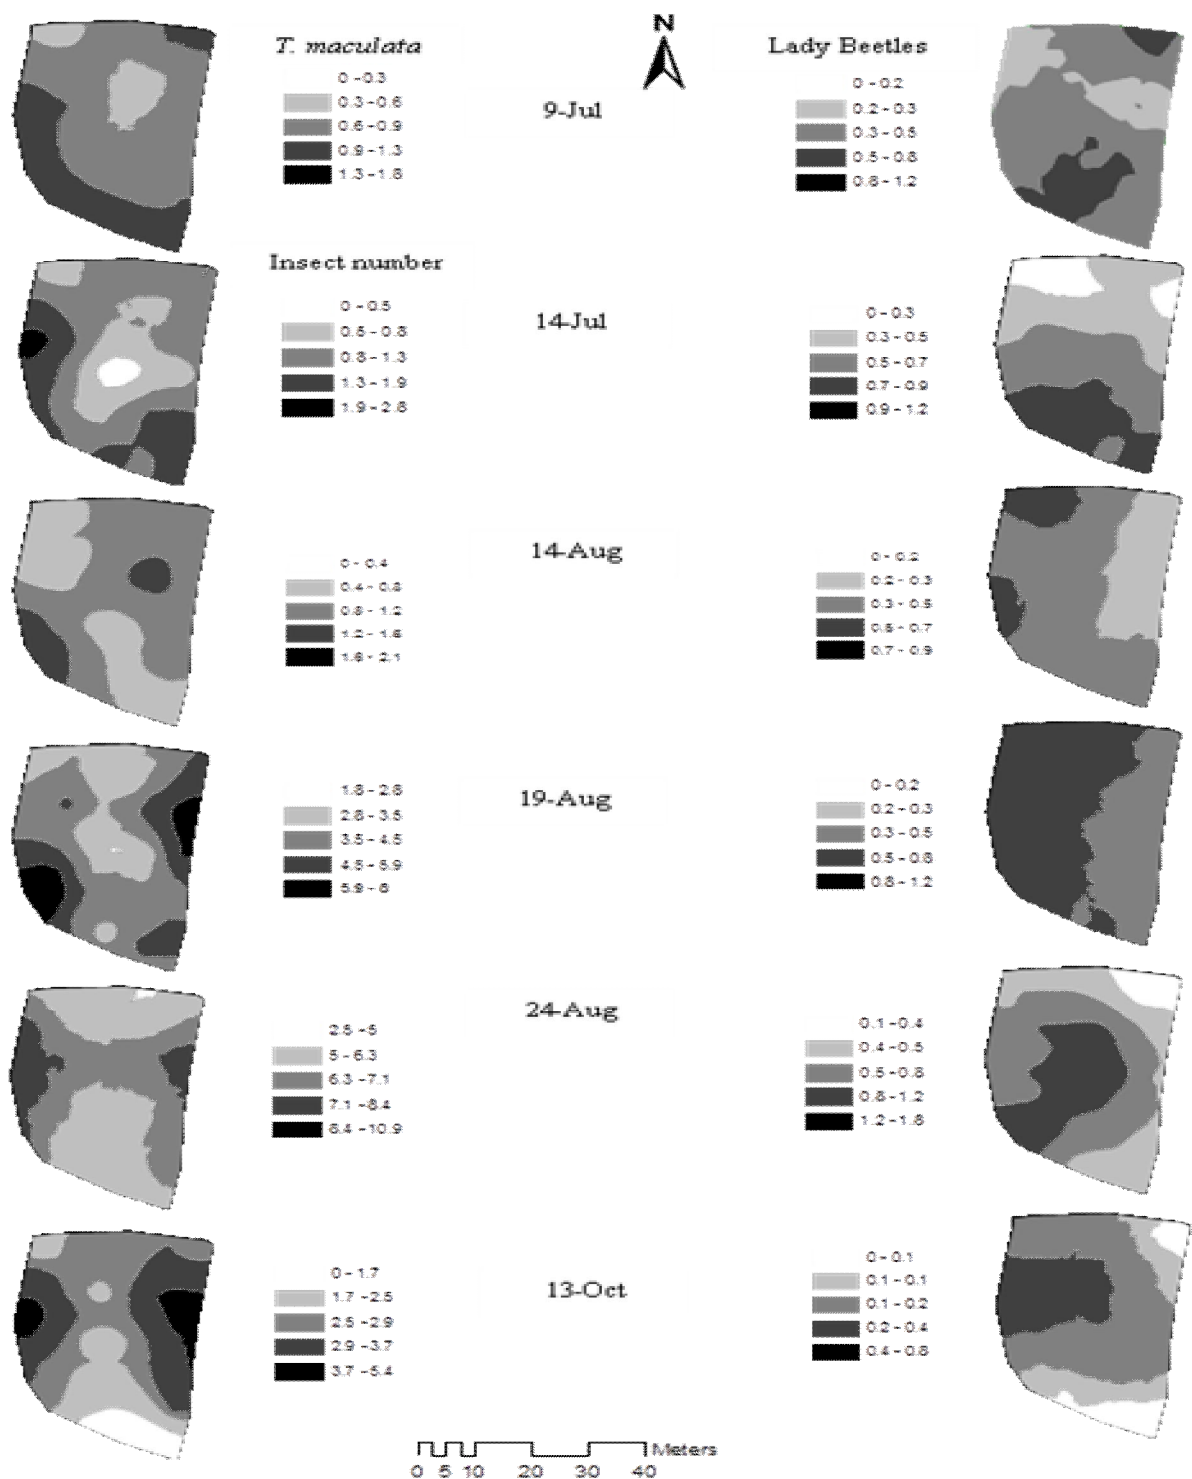 N
T. maculata
Lady Beetles
0 -0.3
0.3-0.6
0.6-0.9
0.9-1.3
1.3-1.8
9-Jul
0 - 0.2
0.2 - 0.3
0.3 - 0.5
0.5 - 0.8
0.8 - 1.2
Insect number
0 - 0.5
0.5 - 0.8
0.8 - 1.3
1.3 - 1.9
1.9 - 2.8
14-Jul
0 - 0.3
0.3 - 0.5
0.5 - 0.7
0.7 - 0.9
0.9 - 1.2
14-Aug
0 - 0.4
0.4 - 0.8
0.8 - 1.2
1.2 - 1.6
1.6 - 2.1
0 - 0.2
0.2 - 0.3
0.3 - 0.5
0.5 - 0.7
0.7 - 0.9
19-Aug
1.8 - 2.8
2.8 - 3.5
3.5 - 4.5
4.5 - 5.9
5.9 - 8
0 - 0.2
0.2 - 0.3
0.3 - 0.5
0.5 - 0.8
0.8 - 1.2
24-Aug
2.5 -5
5 -6.3
6.3 -7.1
7.1 -8.4
8.4 -10.9
0.1 -0.4
0.4 -0.5
0.5 -0.8
0.8 -1.2
1.2 -1.8
13-Oct
0 - 1.7
1.7 -2.5
2.5 -2.9
2.9 -3.7
3.7 -5.4
0 - 0.1
0.1 - 0.1
0.1 - 0.2
0.2 - 0.4
0.4 - 0.8
Meters
0 5 10 20 30 40